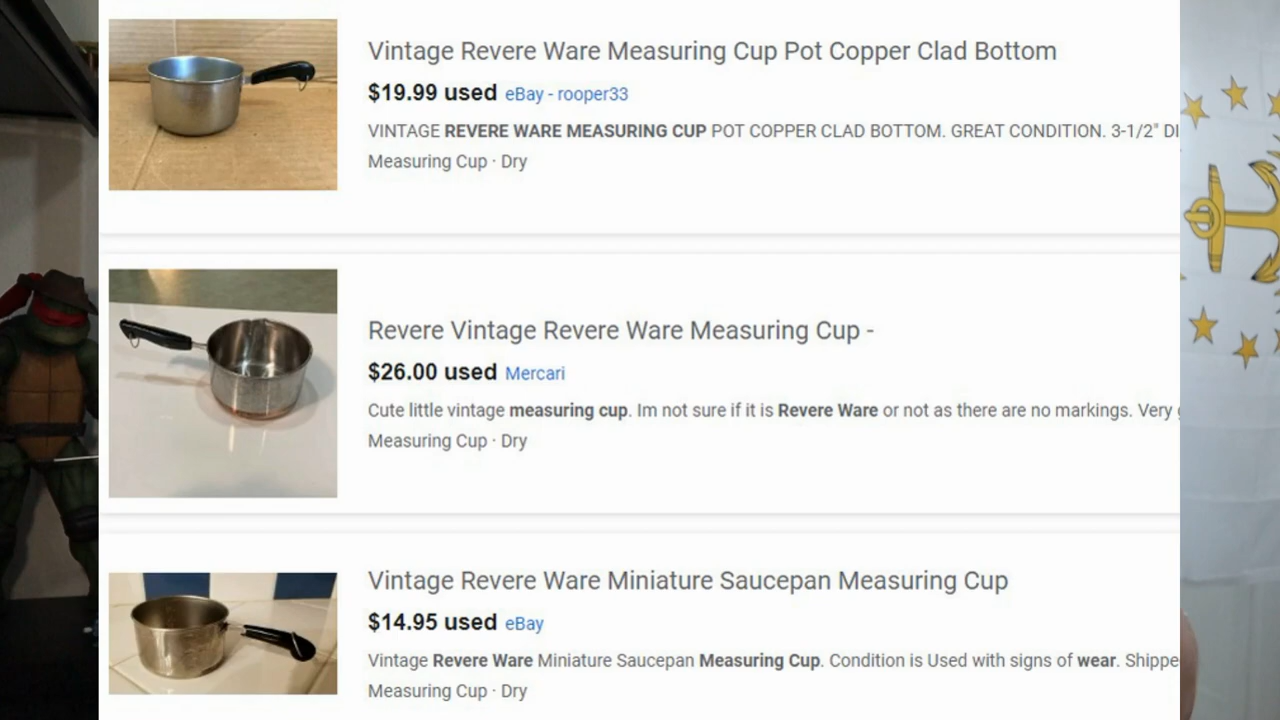 Vintage Revere Ware Measuring Cup Pot Copper Clad Bottom
$19.99 used eBay - rooper33
VINTAGE REVERE WARE MEASURING CUP POT COPPER CLAD BOTTOM. GREAT CONDITION. 3-1/2"
Measuring Cup · Dry
Revere Vintage Revere Ware Measuring Cup -
$26.00 used Mercari
Cute little vintage measuring cup. Im not sure if it is Revere Ware or not as there are no markings. Very
Measuring Cup · Dry
Vintage Revere Ware Miniature Saucepan Measuring Cup
$14.95 used eBay
Vintage Revere Ware Miniature Saucepan Measuring Cup. Condition is Used with signs of wear.
Measuring Cup · Dry